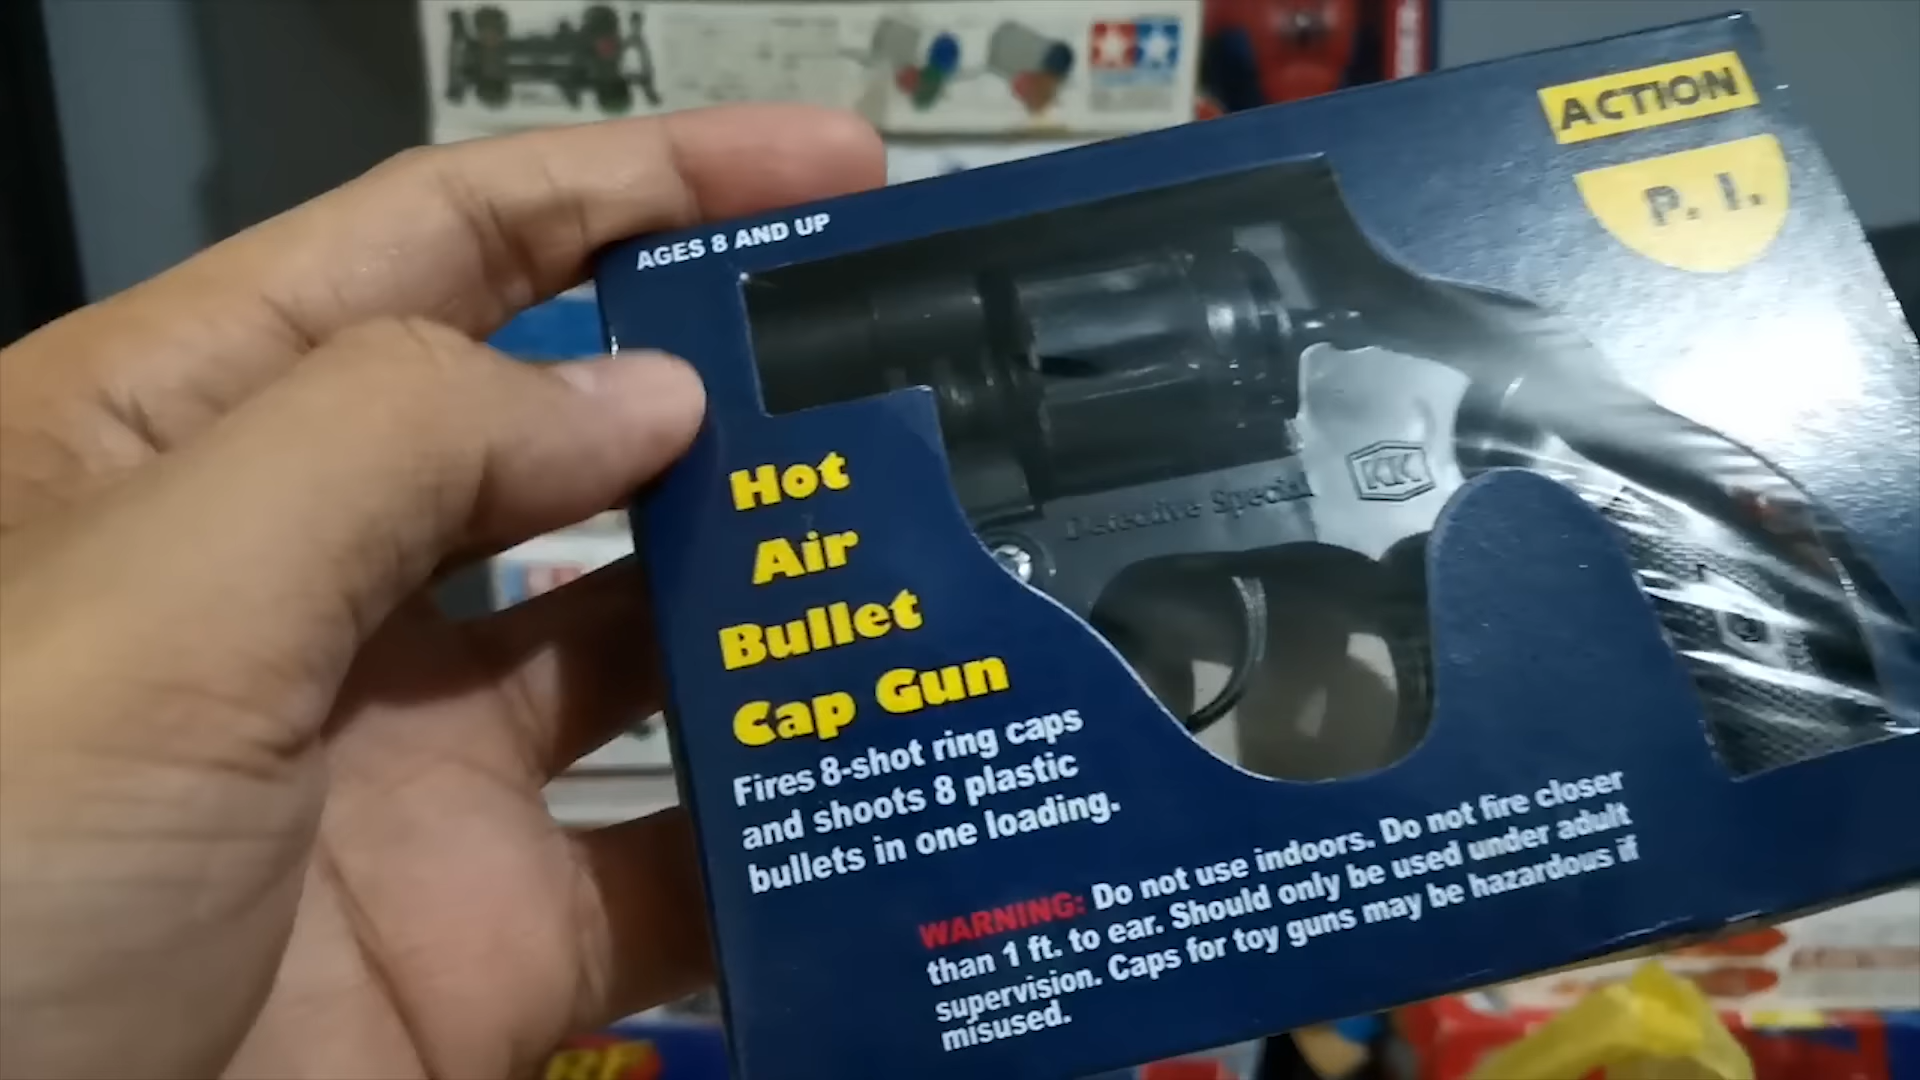 ACTION
P. I.
AGES 8 AND UP
KK
Detective Special
Hot
Air
Bullet
Cap Gun
Fires 8-shot ring caps
and shoots 8 plastic
bullets in one loading.
WARNING: Do not use indoors. Do not fire closer
than 1 ft. to ear. Should only be used under adult
supervision. Caps for toy guns may be hazardous if
misused.